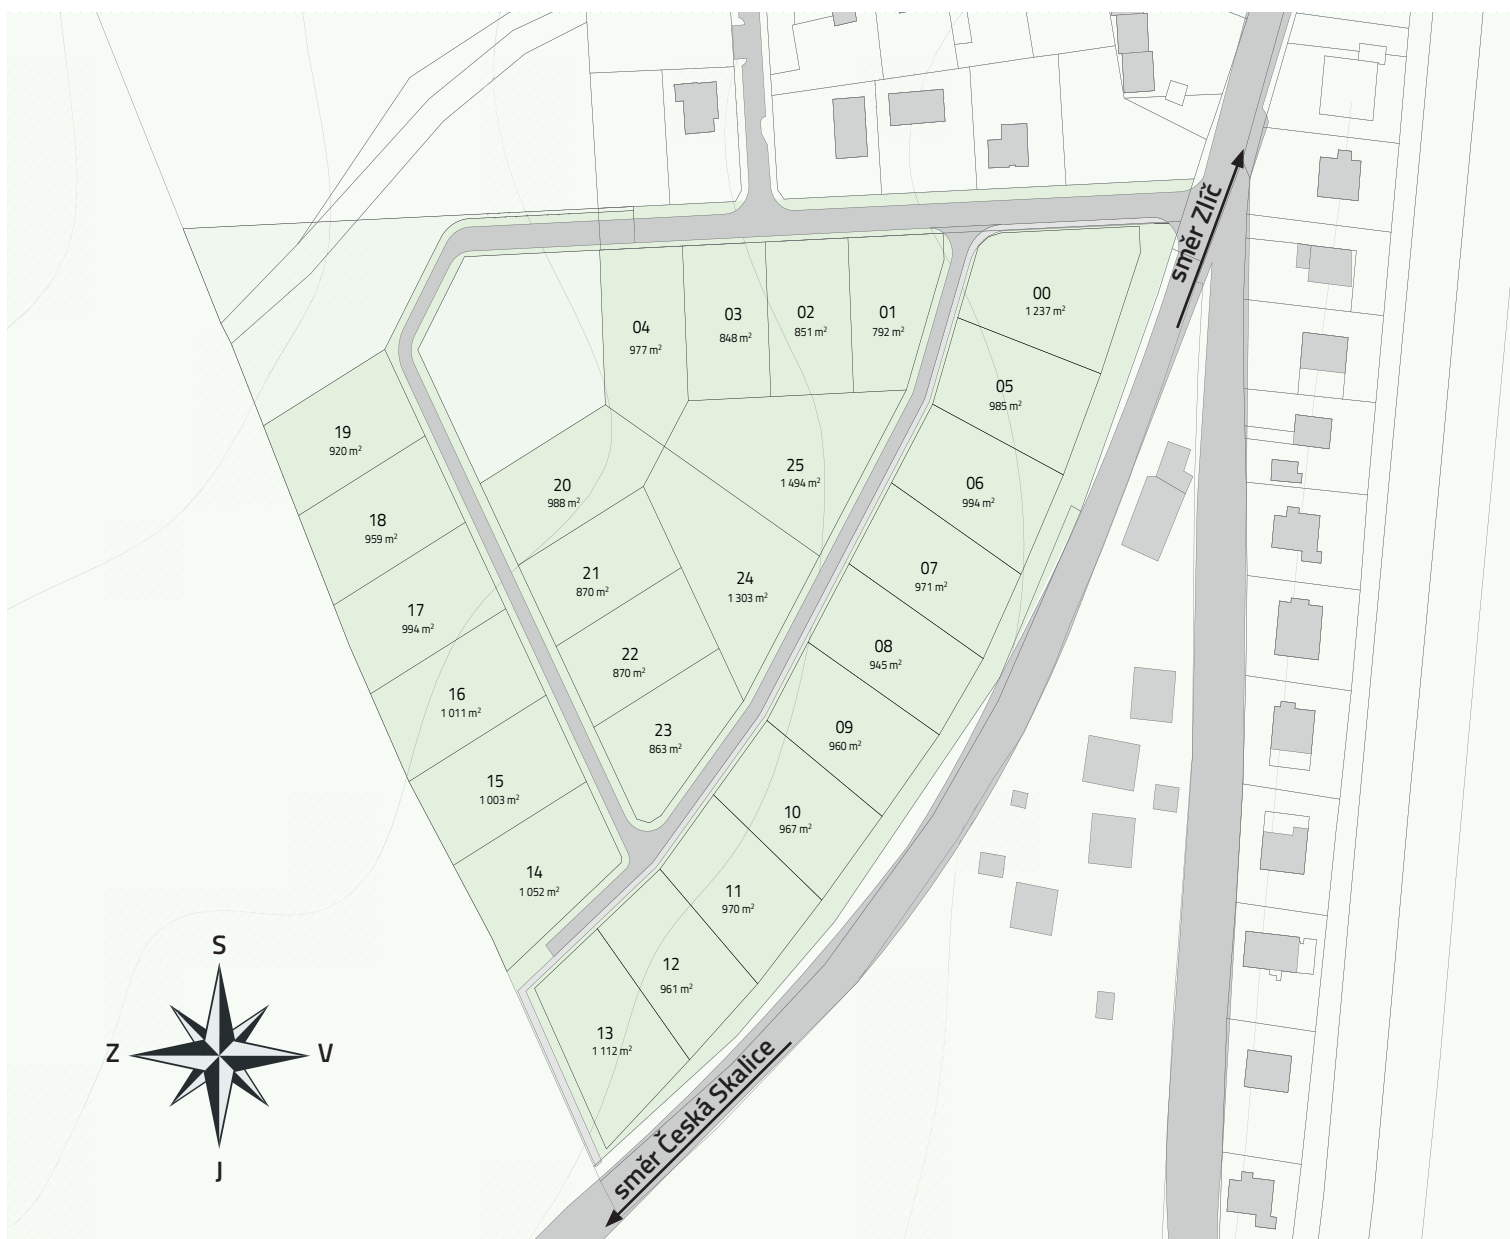 směr Zlíč
00
1 237 m²
04
977 m²
03
848 m²
02
851 m²
01
792 m²
05
985 m²
19
920 m²
25
1 494 m²
20
988 m²
06
994 m²
18
959 m²
21
870 m²
24
1 303 m²
07
971 m²
17
994 m²
22
870 m²
08
945 m²
16
1 011 m²
23
863 m²
09
960 m²
15
1 003 m²
10
967 m²
14
1 052 m²
11
970 m²
12
961 m²
13
1 112 m²
S
Z
V
J
směr Česká Skalice